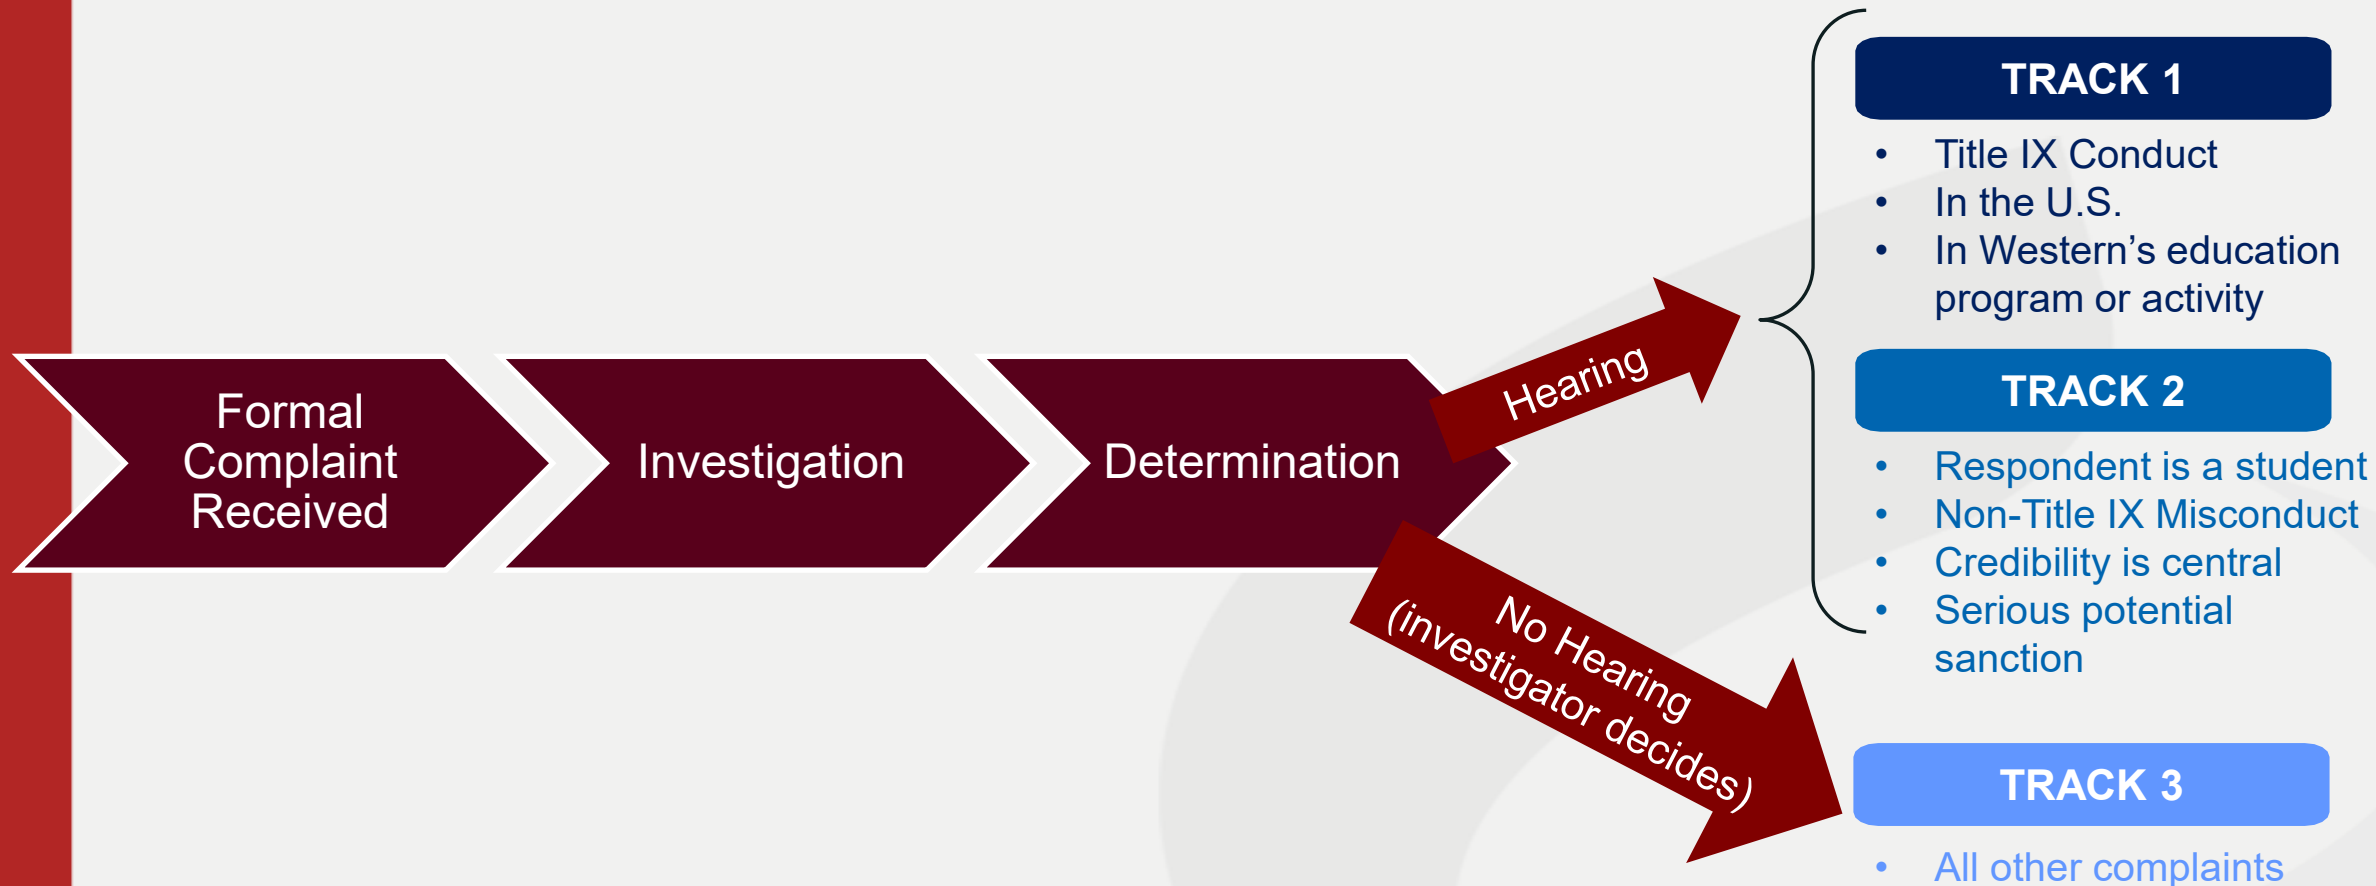 Formal
Complaint
Received
Investigation
Determination
Hearing
No Hearing
(investigator decides)
TRACK 1
• Title IX Conduct
• In the U.S.
• In Western’s education
program or activity
TRACK 2
• Respondent is a student
• Non-Title IX Misconduct
• Credibility is central
• Serious potential
sanction
TRACK 3
• All other complaints